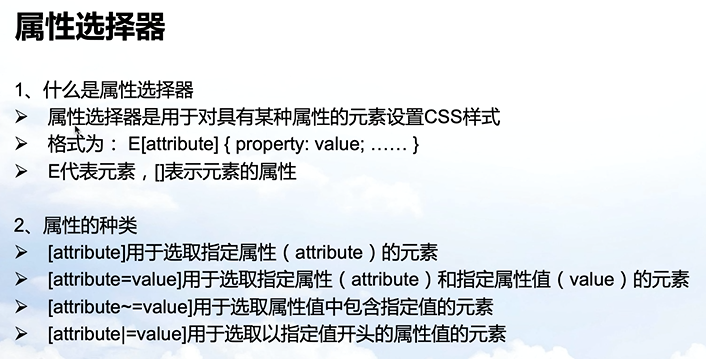 属性选择器
1、什么是属性选择器
➢ 属性选择器是用于对具有某种属性的元素设置CSS样式
➢ 格式为： E[attribute] { property: value; …… }
➢ E代表元素，[]表示元素的属性
2、属性的种类
➢ [attribute]用于选取指定属性（attribute）的元素
➢ [attribute=value]用于选取指定属性（attribute）和指定属性值（value）的元素
➢ [attribute~=value]用于选取属性值中包含指定值的元素
➢ [attribute|=value]用于选取以指定值开头的属性值的元素